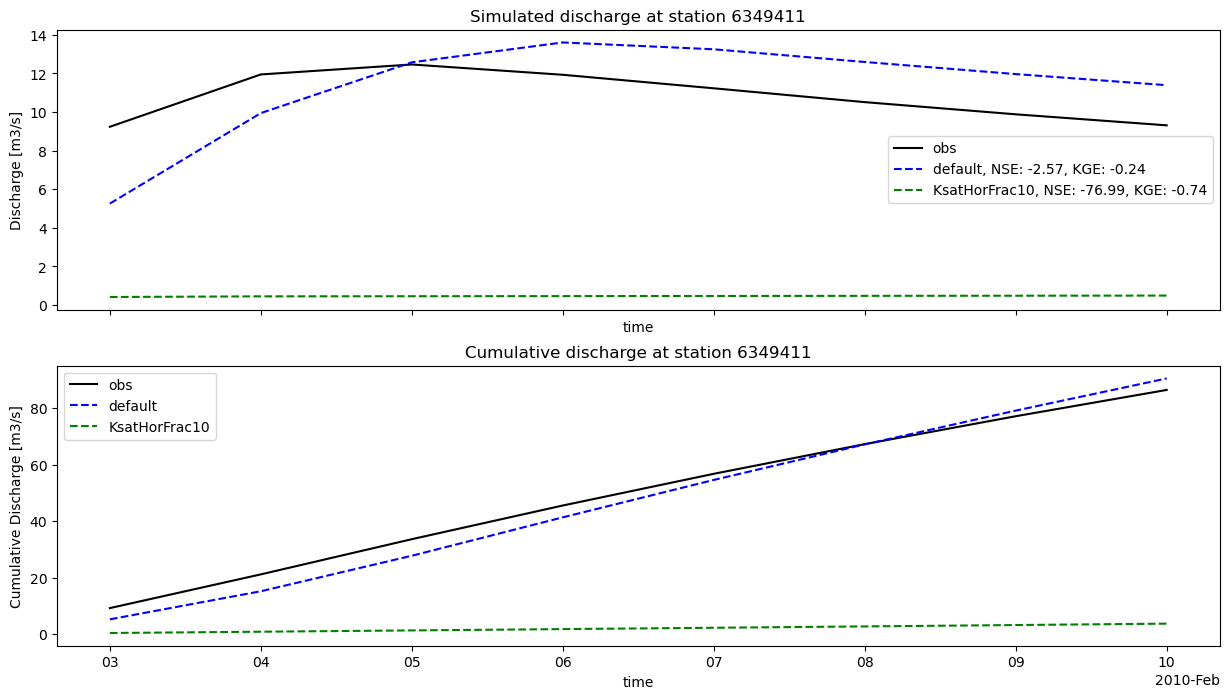 Simulated discharge at station 6349411
14
12
10
8
6
4
2
0
Discharge [m3/s]
obs
default, NSE: -2.57, KGE: -0.24
KsatHorFrac10, NSE: -76.99, KGE: -0.74
time
Cumulative discharge at station 6349411
80
60
40
20
0
Cumulative Discharge [m3/s]
obs
default
KsatHorFrac10
03 04 05 06 07 08 09 10
2010-Feb
time